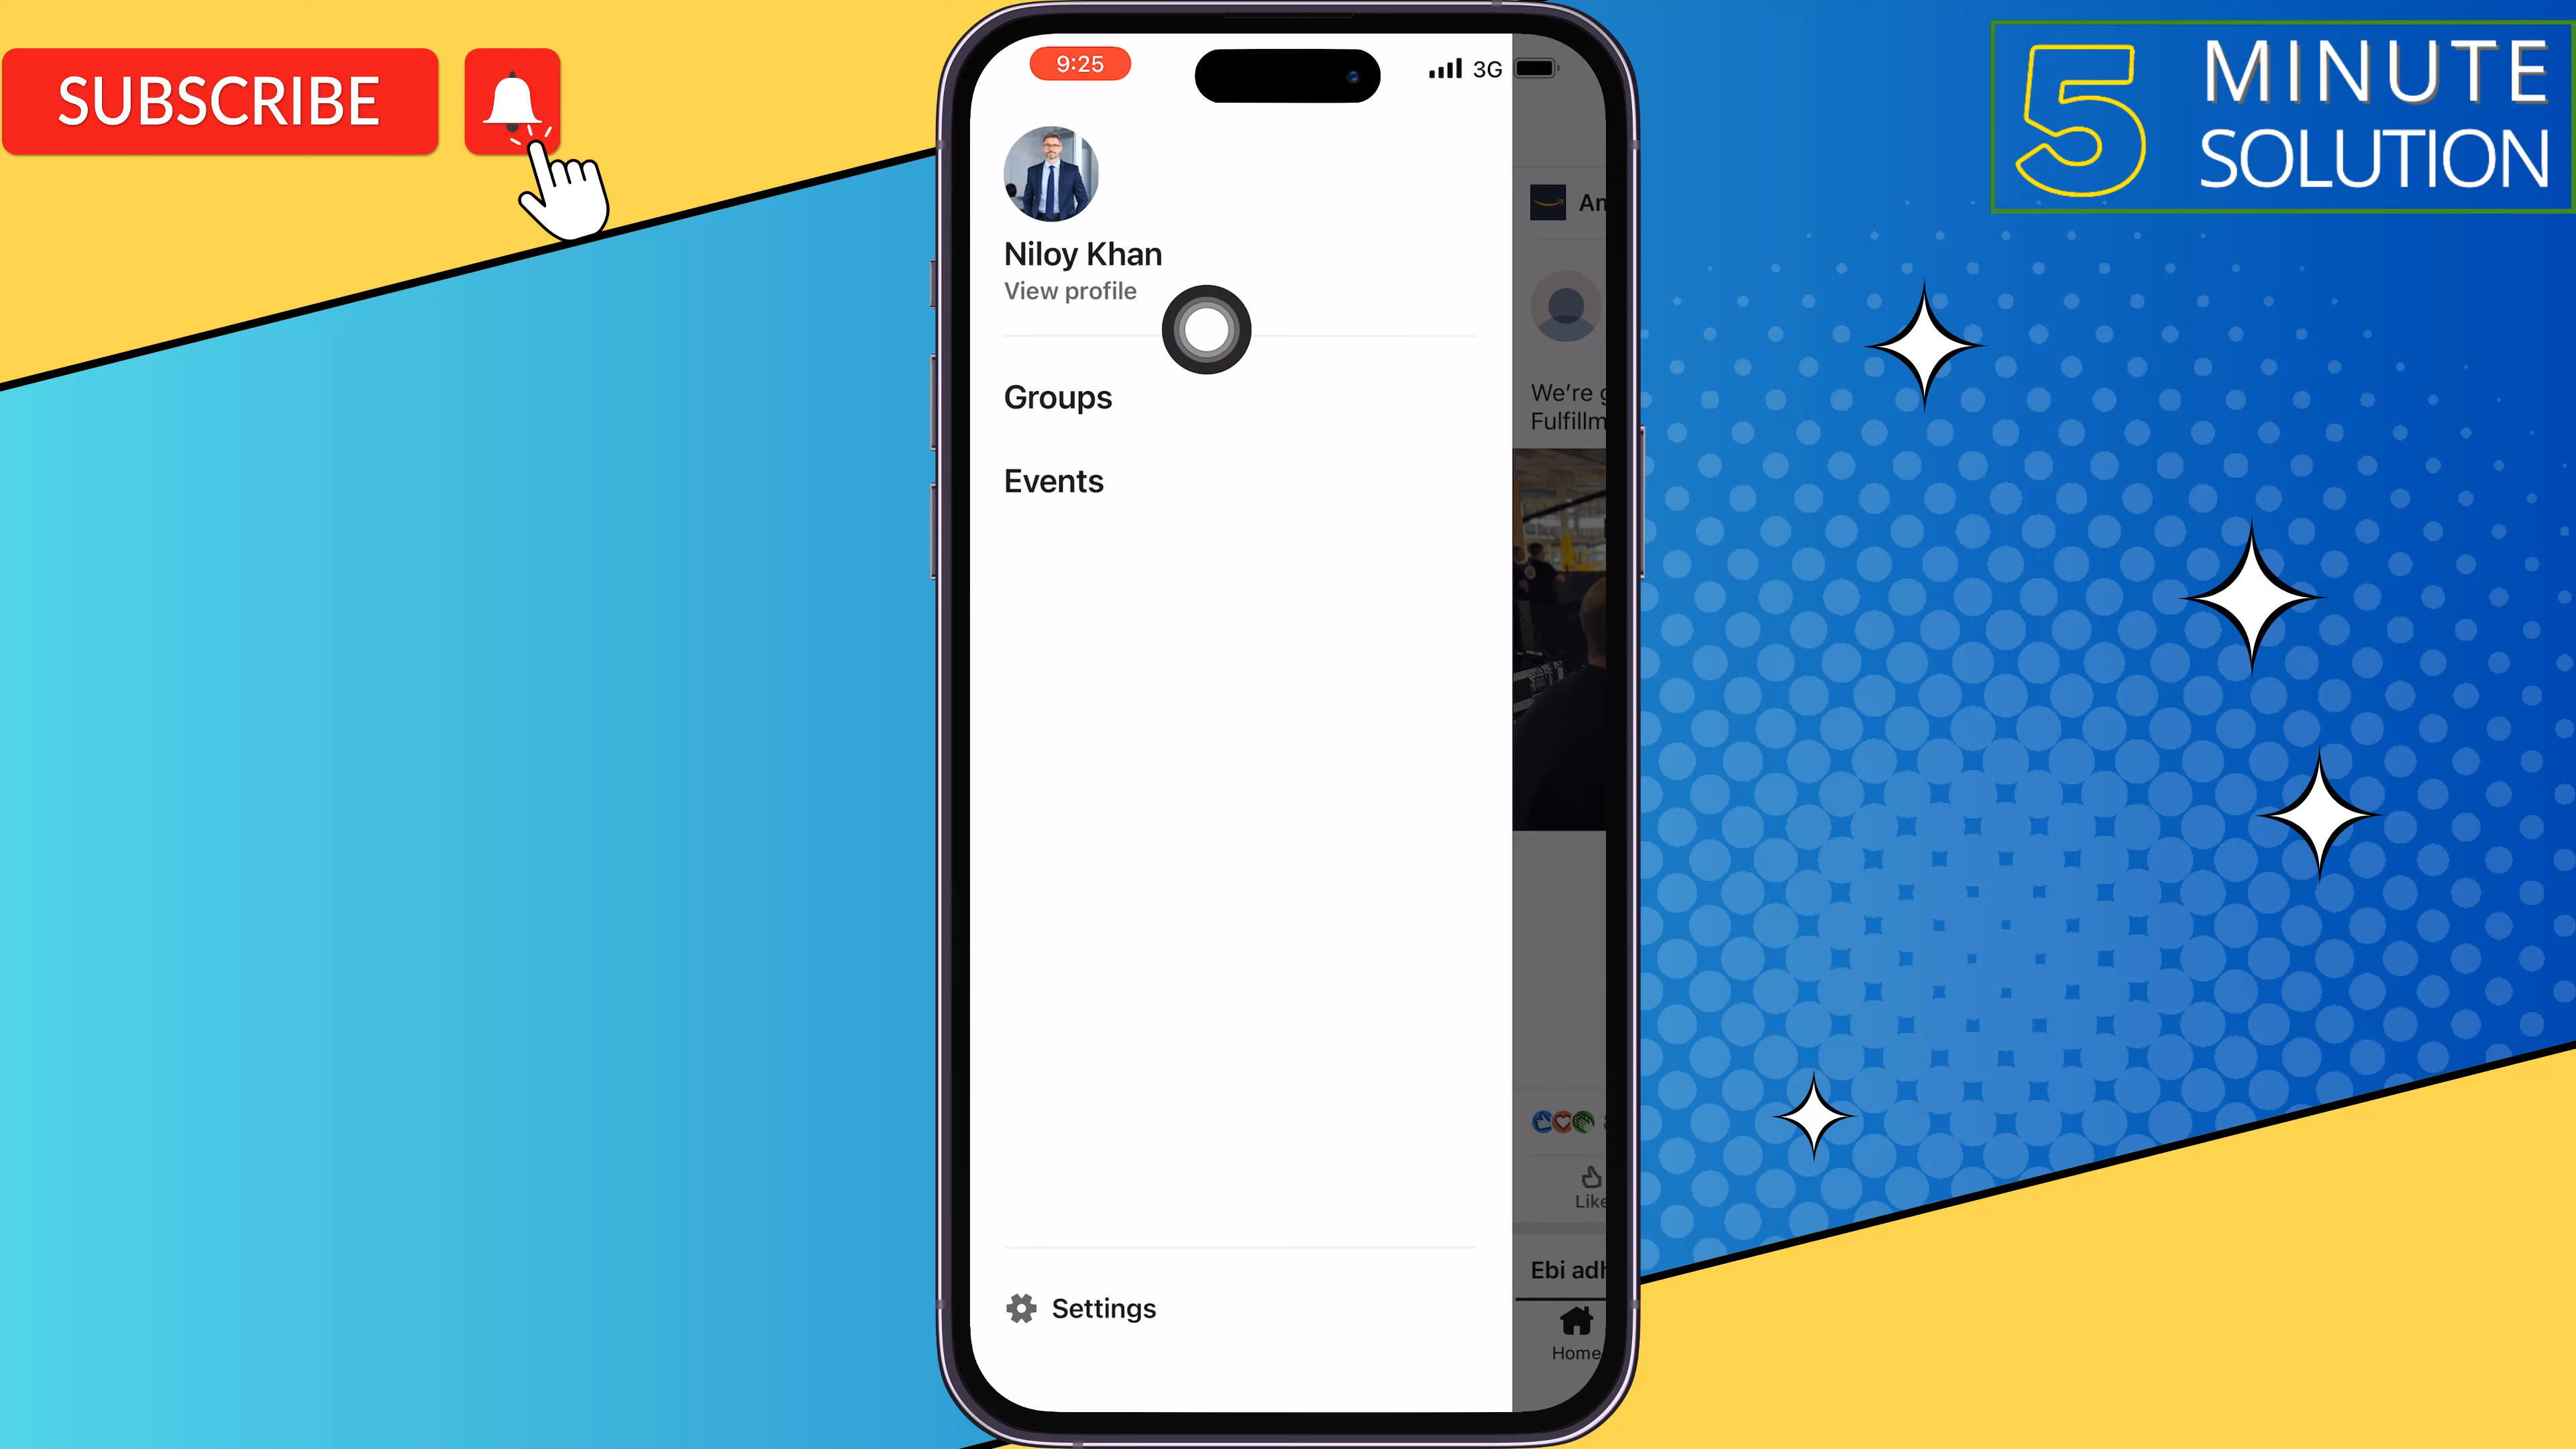 SUBSCRIBE
5 MINUTE
SOLUTION
9:25
3G
Niloy Khan
View profile
Groups
Events
Settings
We're
Fulfillm
Like
Ebi adh
Home